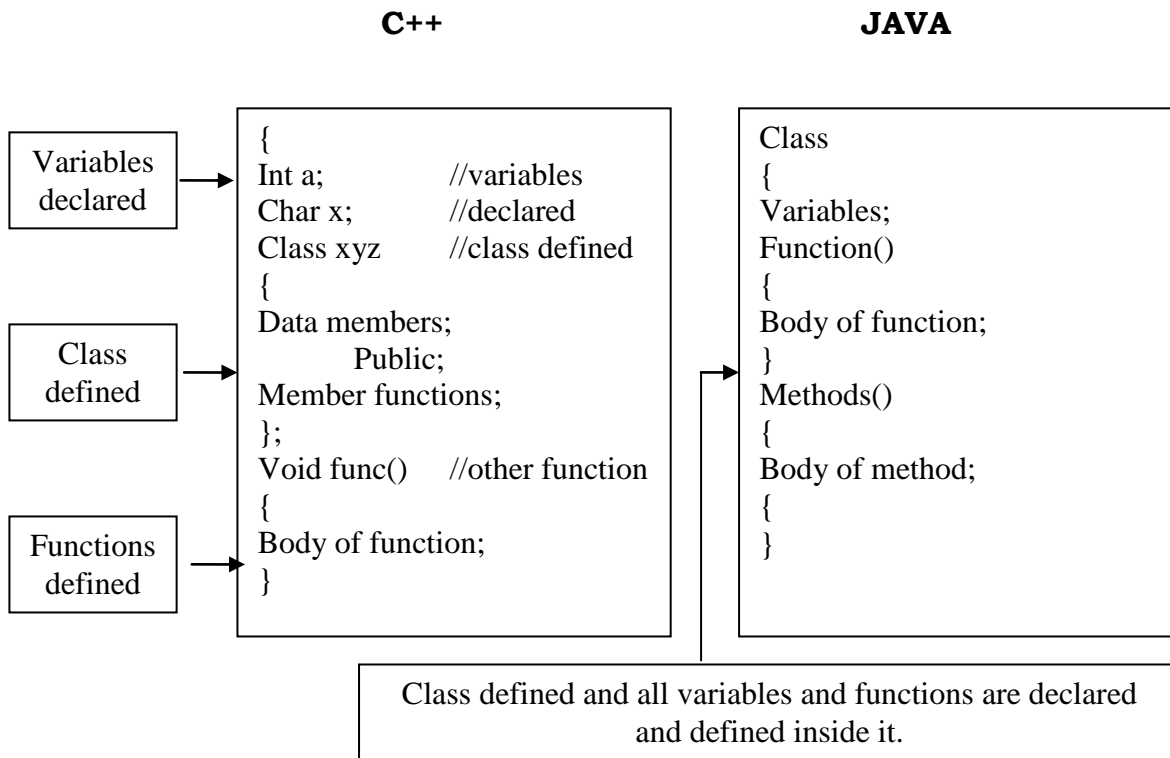 C++
JAVA
Variables
declared
Class
defined
Functions
defined
{
Int a; //variables
Char x; //declared
Class xyz //class defined
{
Data members;
Public;
Member functions;
};
Void func() //other function
{
Body of function;
}
Class
{
Variables;
Function()
{
Body of function;
}
Methods()
{
Body of method;
{
}
Class defined and all variables and functions are declared
and defined inside it.